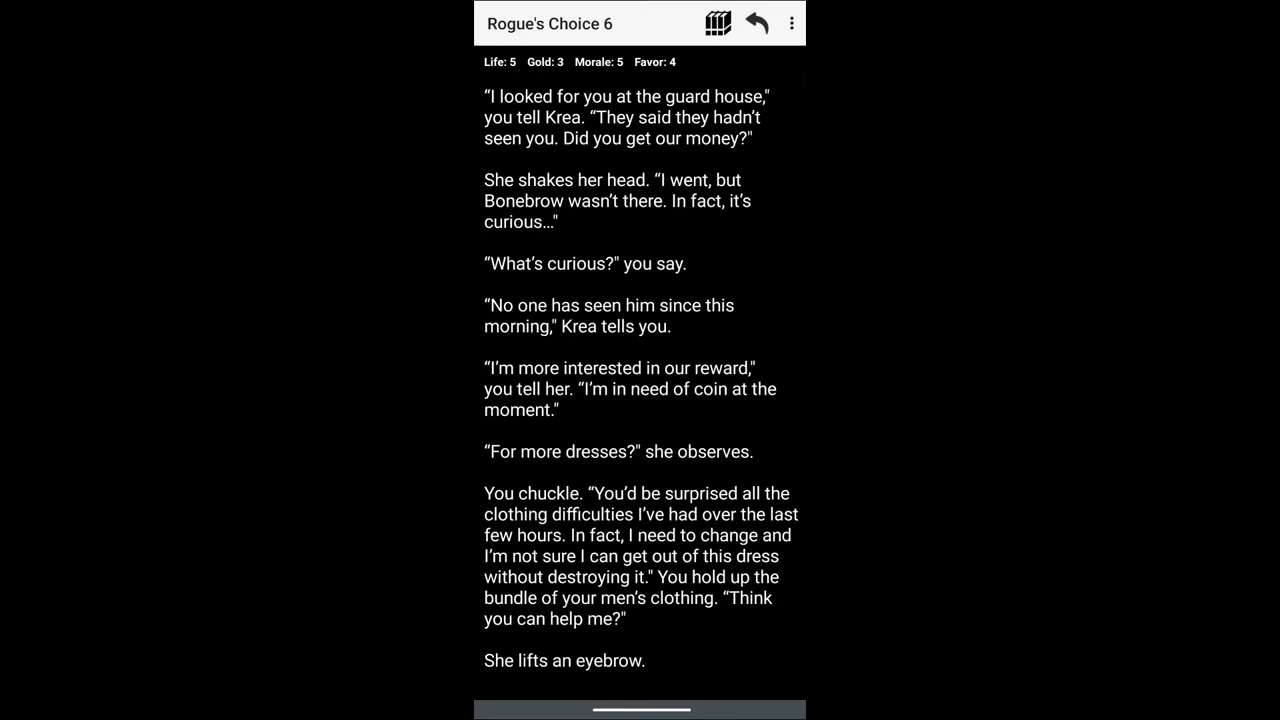 Rogue's Choice 6
Life: 5 Gold: 3 Morale: 5 Favor: 4
“I looked for you at the guard house,"
you tell Krea. “They said they hadn’t
seen you. Did you get our money?"
She shakes her head. “I went, but
Bonebrow wasn’t there. In fact, it’s
curious…"
“What’s curious?" you say.
“No one has seen him since this
morning," Krea tells you.
“I’m more interested in our reward,"
you tell her. “I’m in need of coin at the
moment."
“For more dresses?" she observes.
You chuckle. “You’d be surprised all the
clothing difficulties I’ve had over the last
few hours. In fact, I need to change and
I’m not sure I can get out of this dress
without destroying it." You hold up the
bundle of your men’s clothing. “Think
you can help me?"
She lifts an eyebrow.